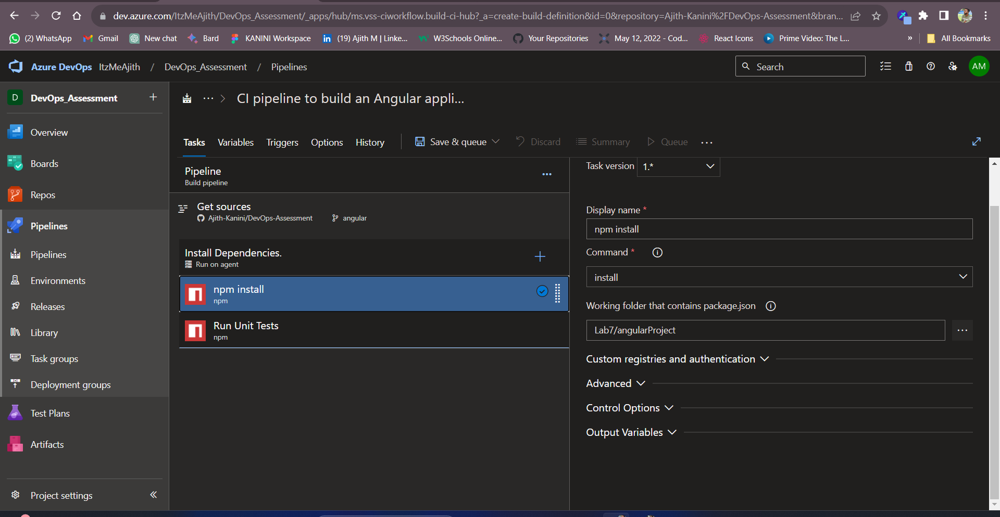 dev.azure.com/ItzMeAjith/DevOps_Assessment/_apps/hub/ms.vss-ciworkflow.build-ci-hub?_a=create-build-definition&id=0&repository=Ajith-Kanini%2FDevOps-Assessment&bran...
(2) WhatsApp Gmail New chat Bard KANINI Workspace (19) Ajith M | Linke... W3Schools Online... Your Repositories May 12, 2022 - Cod... React Icons Prime Video: The L... » All Bookmarks
Azure DevOps ItzMeAjith / DevOps_Assessment / Pipelines
Search
AM
D DevOps_Assessment +
Overview
Boards
Repos
Pipelines
Pipelines
Environments
Releases
Library
Task groups
Deployment groups
Test Plans
Artifacts
Project settings
... > CI pipeline to build an Angular appli...
Tasks Variables Triggers Options History Save & queue Discard Summary Queue ...
Pipeline
Build pipeline
Get sources
Ajith-Kanini/DevOps-Assessment angular
Install Dependencies.
Run on agent
npm install
npm
Run Unit Tests
npm
Task version 1.*
Display name *
npm install
Command *
install
Working folder that contains package.json
Lab7/angularProject
Custom registries and authentication
Advanced
Control Options
Output Variables